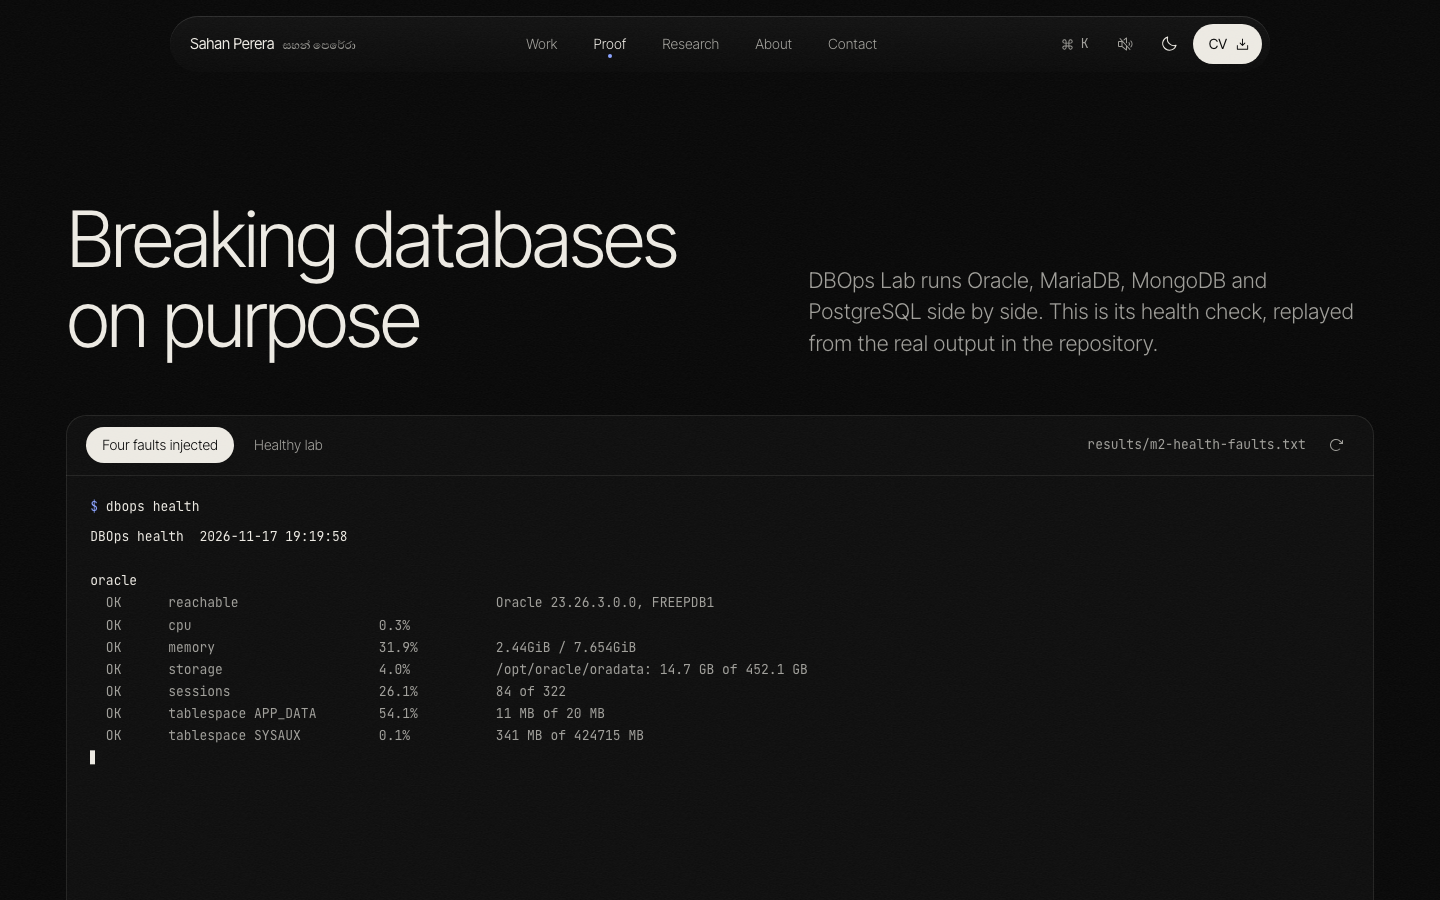 Sahan Perera සහන් පෙරේරා
Work
Proof
Research
About
Contact
⌘ K
CV
Breaking databases
on purpose
DBOps Lab runs Oracle, MariaDB, MongoDB and
PostgreSQL side by side. This is its health check, replayed
from the real output in the repository.
Four faults injected
Healthy lab
results/m2-health-faults.txt
$ dbops health
DBOps health 2026-11-17 19:19:58
oracle
OK reachable Oracle 23.26.3.0.0, FREEPDB1
OK cpu 0.3%
OK memory 31.9% 2.44GiB / 7.654GiB
OK storage 4.0% /opt/oracle/oradata: 14.7 GB of 452.1 GB
OK sessions 26.1% 84 of 322
OK tablespace APP_DATA 54.1% 11 MB of 20 MB
OK tablespace SYSAUX 0.1% 341 MB of 424715 MB